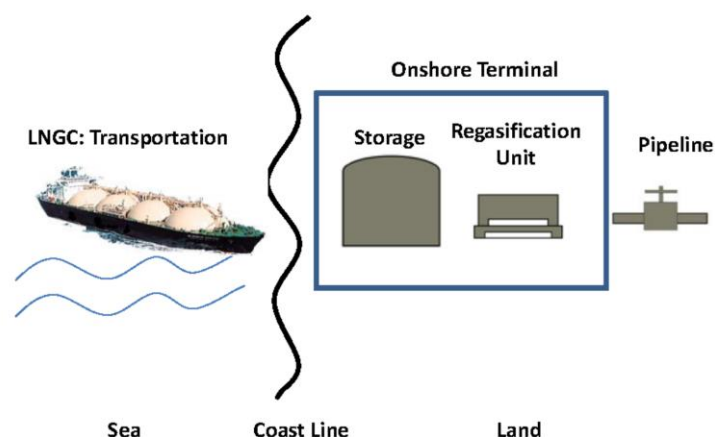 Onshore Terminal
LNGC: Transportation
Storage
Regasification
Unit
Pipeline
Sea
Coast Line
Land